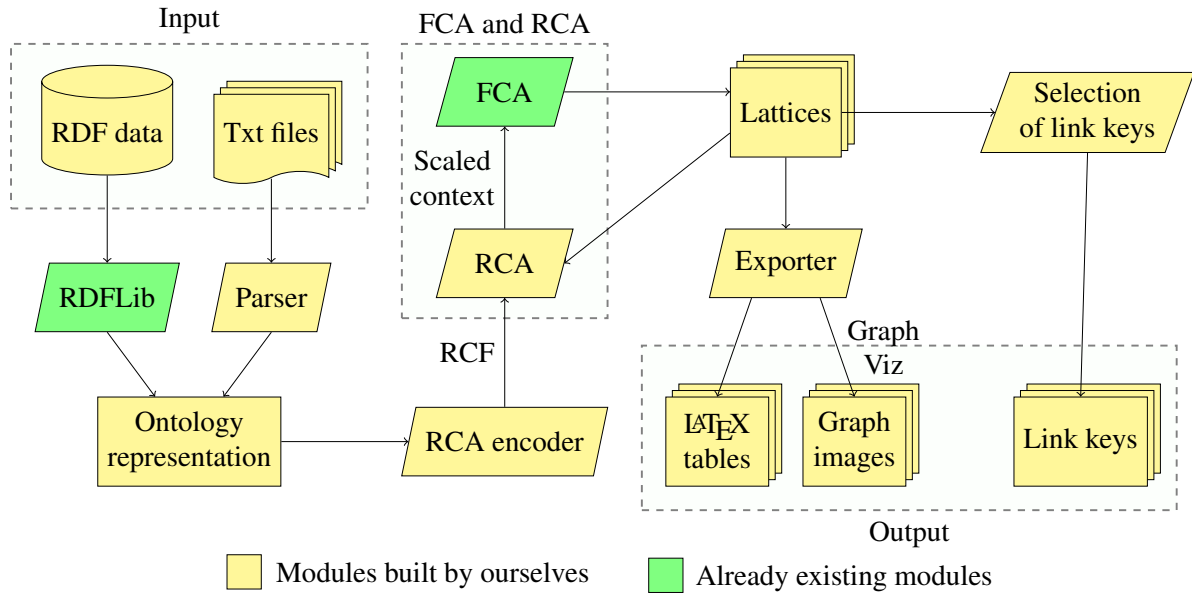 Input
FCA and RCA
RDF data
Txt files
FCA
Lattices
Selection
of link keys
Scaled
context
RDFLib
Parser
RCA
Exporter
RCF
Graph
Viz
Ontology
representation
RCA encoder
LATEX
tables
Graph
images
Link keys
Output
Modules built by ourselves
Already existing modules